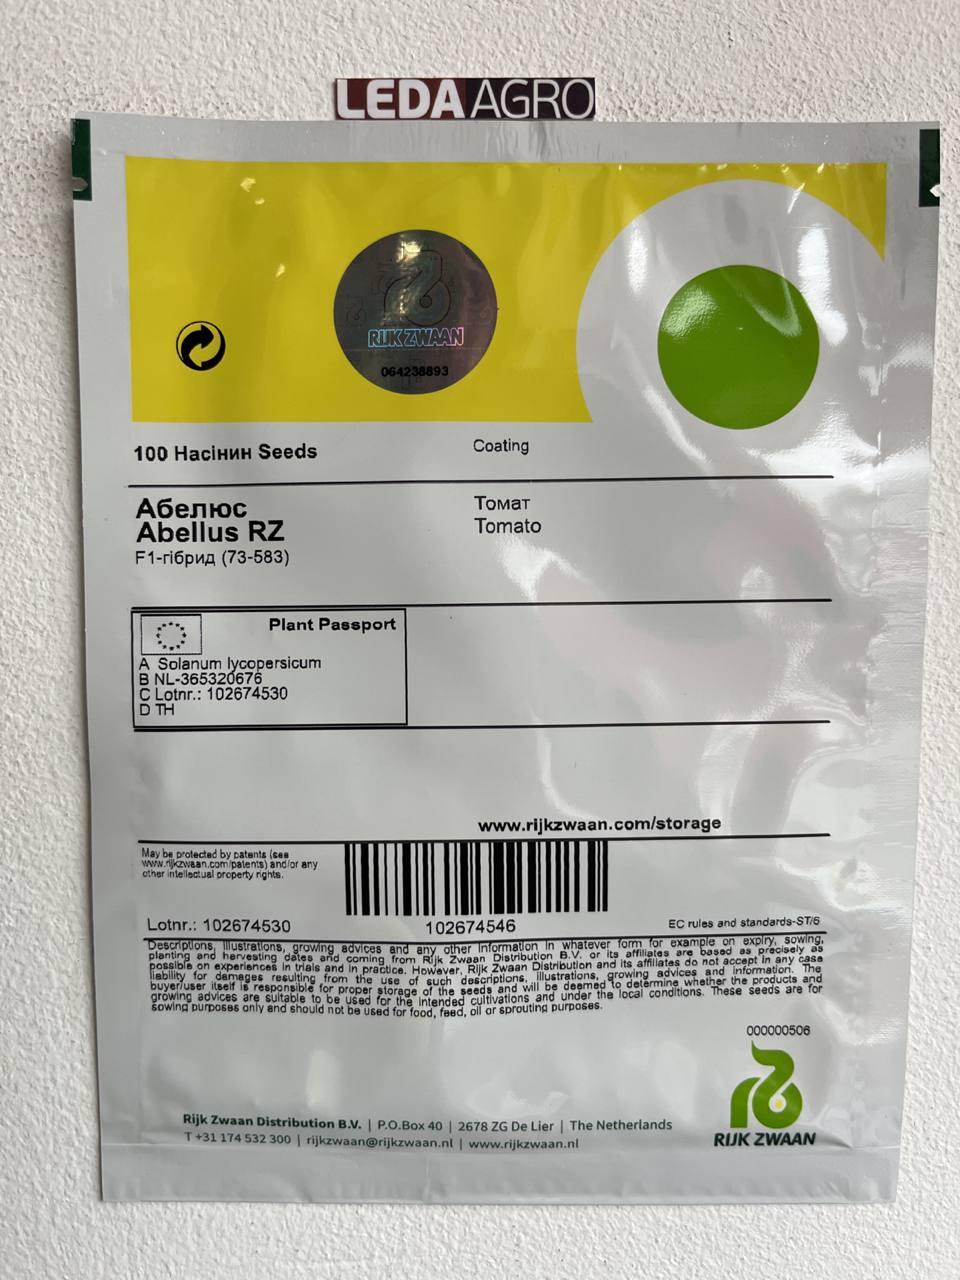 LEDAAGRO
RIJK ZWAAN
064238893
100 Насінин Seeds
Coating
Абелюс
Abellus RZ
F1-гібрид (73-583)
Томат
Tomato
Plant Passport
A Solanum lycopersicum
B NL-365320676
C Lotnr.: 102674530
D TH
www.rijkzwaan.com/storage
May be protected by patents (see
www.rijkzwaan.com/patents) and/or any
other intellectual property rights.
Lotnr.: 102674530
102674546
EC rules and standards-ST/6
Descriptions, illustrations, growing advices and any other information in whatever form for example on expiry, sowing,
planting and harvesting dates and coming from Rijk Zwaan Distribution B.V. or its affiliates are based as precisely as
possible on experiences in trials and in practice. However, Rijk Zwaan Distribution and its affiliates do not accept in any case
liability for damages resulting from the use of such descriptions, illustrations, growing advices and information. The
buyer/user itself is responsible for proper storage of the seeds and will be deemed to determine whether the products and
growing advices are suitable to be used for the intended cultivations and under the local conditions. These seeds are for
sowing purposes only and should not be used for food, feed, oil or sprouting purposes.
000000506
RIJK ZWAAN
Rijk Zwaan Distribution B.V. | P.O.Box 40 | 2678 ZG De Lier | The Netherlands
T +31 174 532 300 | rijkzwaan@rijkzwaan.nl | www.rijkzwaan.nl